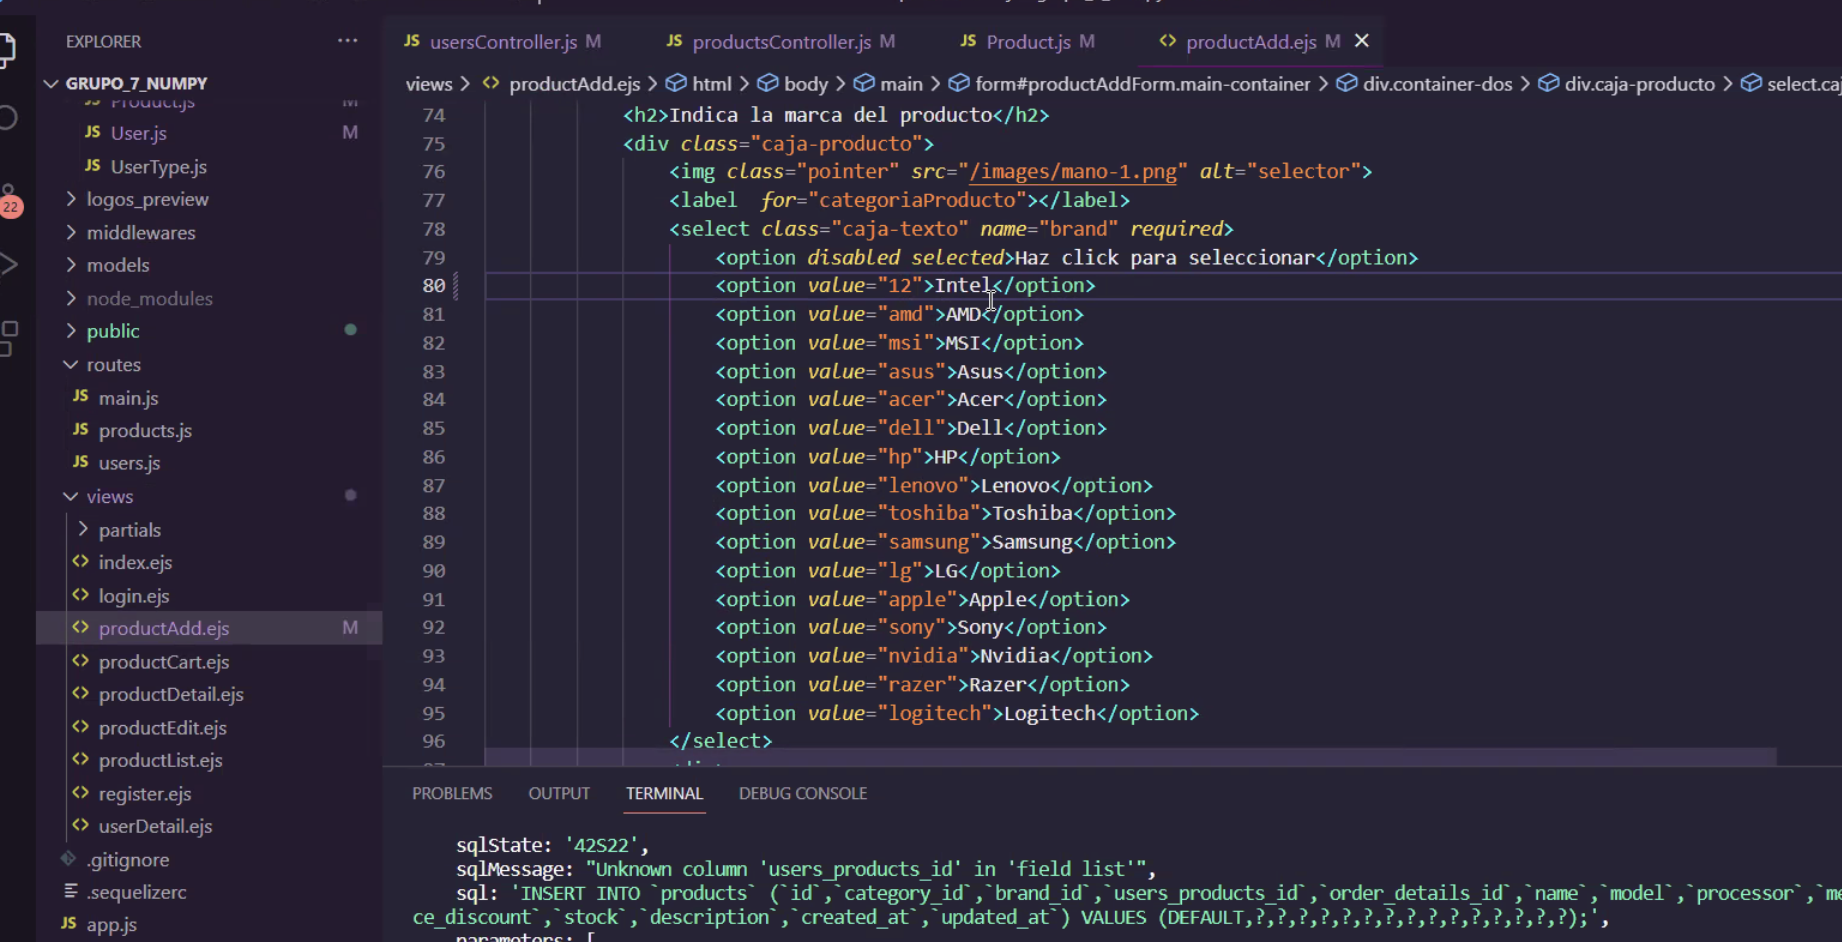 EXPLORER ···
GRUPO_7_NUMPY
Product.js M
JS User.js M
JS UserType.js
logos_preview
middlewares
models
node_modules
public
routes
JS main.js
JS products.js
JS users.js
views
partials
<> index.ejs
<> login.ejs
<> productAdd.ejs M
<> productCart.ejs
<> productDetail.ejs
<> productEdit.ejs
<> productList.ejs
<> register.ejs
<> userDetail.ejs
.gitignore
.sequelizerc
JS app.js
22
JS usersController.js M JS productsController.js M JS Product.js M <> productAdd.ejs M ×
views > <> productAdd.ejs > html > body > main > form#productAddForm.main-container > div.container-dos > div.caja-producto >
74 <h2>Indica la marca del producto</h2>
75 <div class="caja-producto">
76 <img class="pointer" src="/images/mano-1.png" alt="selector">
77 <label  for="categoriaProducto"></label>
78 <select class="caja-texto" name="brand" required>
79 <option disabled selected>Haz click para seleccionar</option>
80 <option value="12">Intel</option>
81 <option value="amd">AMD</option>
82 <option value="msi">MSI</option>
83 <option value="asus">Asus</option>
84 <option value="acer">Acer</option>
85 <option value="dell">Dell</option>
86 <option value="hp">HP</option>
87 <option value="lenovo">Lenovo</option>
88 <option value="toshiba">Toshiba</option>
89 <option value="samsung">Samsung</option>
90 <option value="lg">LG</option>
91 <option value="apple">Apple</option>
92 <option value="sony">Sony</option>
93 <option value="nvidia">Nvidia</option>
94 <option value="razer">Razer</option>
95 <option value="logitech">Logitech</option>
96 </select>
PROBLEMS OUTPUT TERMINAL DEBUG CONSOLE
sqlState: '42S22',
sqlMessage: "Unknown column 'users_products_id' in 'field list'",
sql: 'INSERT INTO `products` (`id`,`category_id`,`brand_id`,`users_products_id`,`order_details_id`,`name`,`model`,`processor`,`me
ce_discount`,`stock`,`description`,`created_at`,`updated_at`) VALUES (DEFAULT,?,?,?,?,?,?,?,?,?,?,?,?,?,?);',
parameters: [